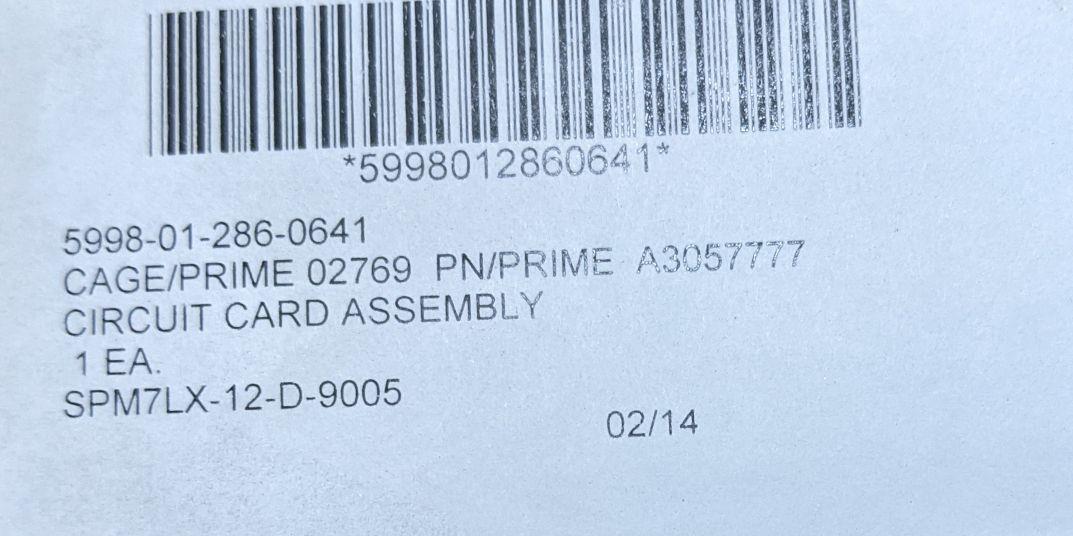 *5998012860641*
5998-01-286-0641
CAGE/PRIME 02769 PN/PRIME A3057777
CIRCUIT CARD ASSEMBLY
1 EA.
SPM7LX-12-D-9005
02/14